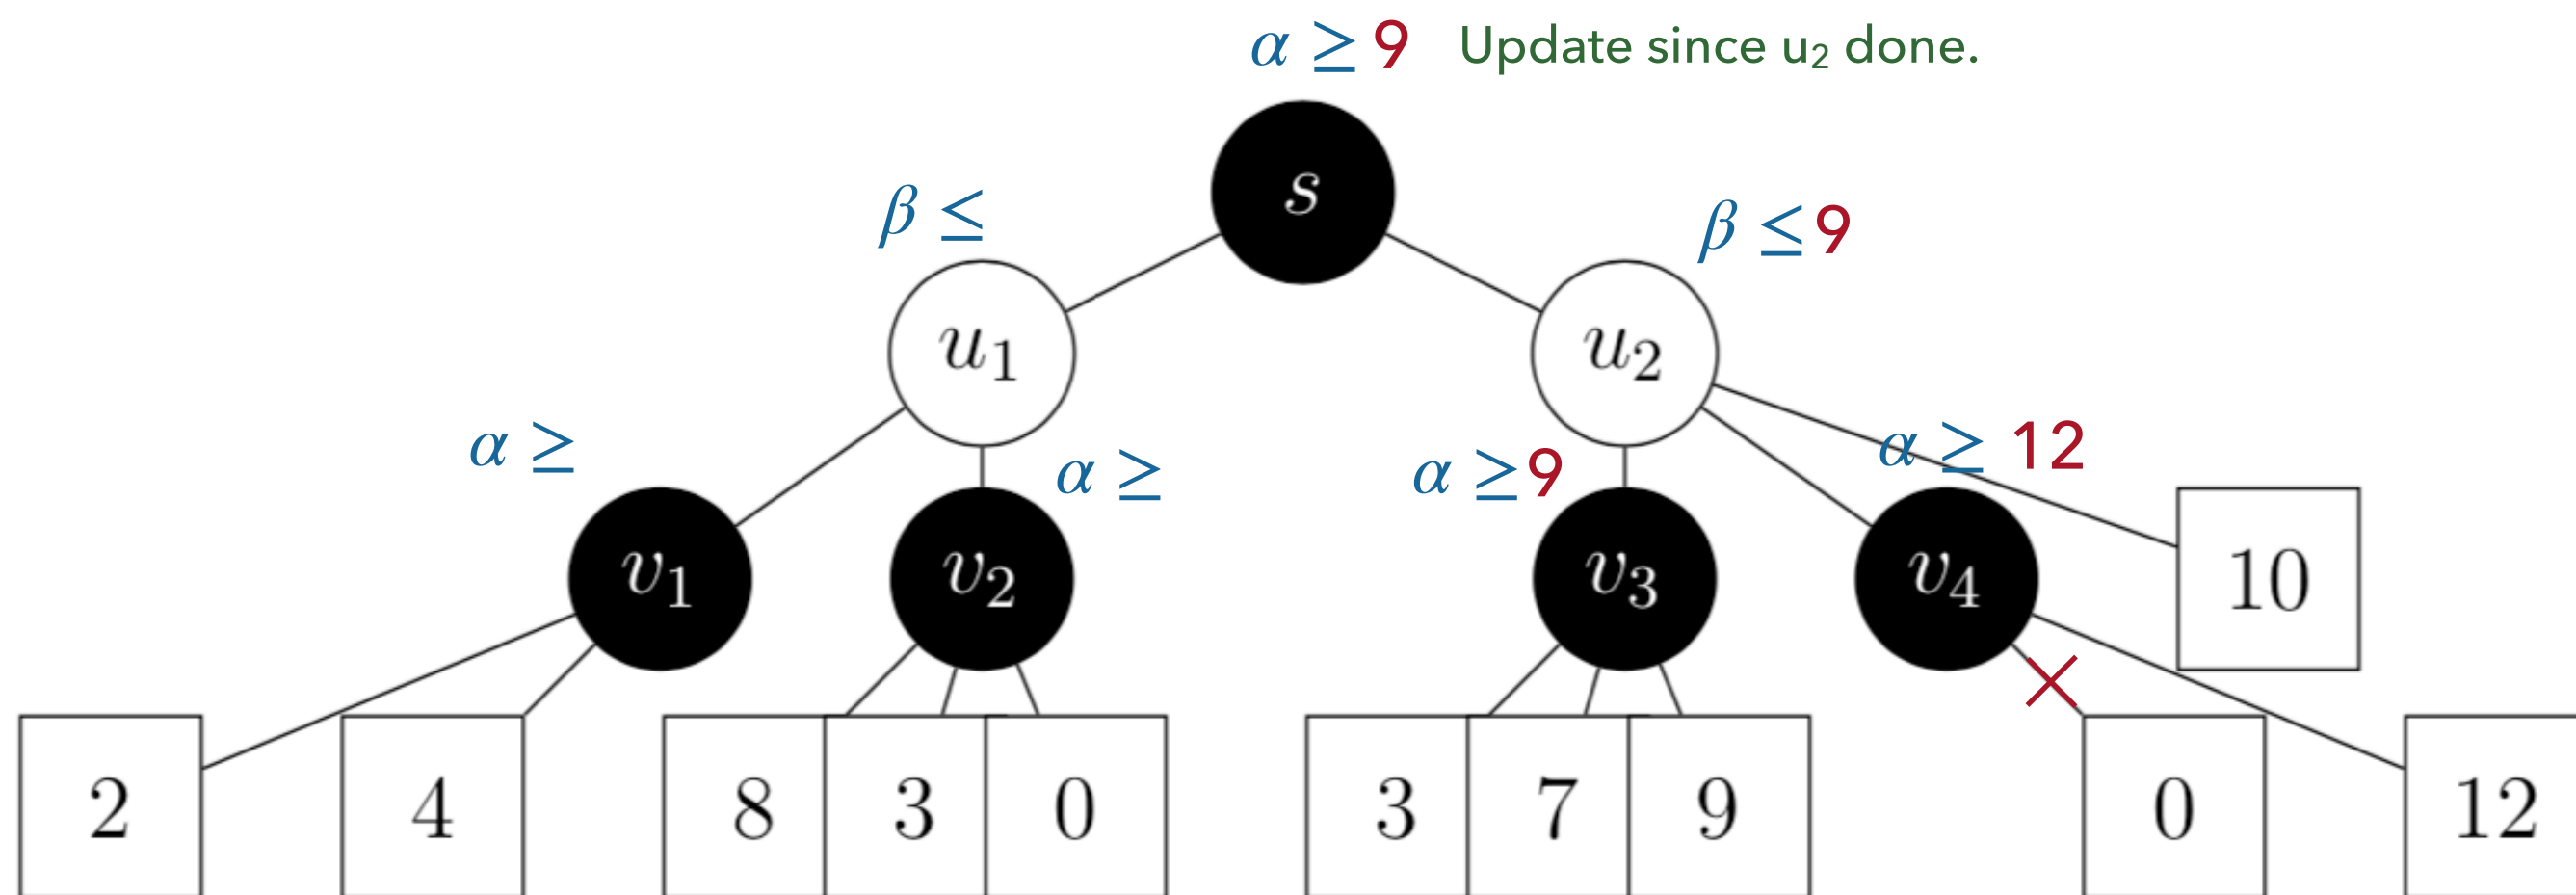 α ≥ 9 Update since u₂ done.
s
β ≤
β ≤ 9
u₁
u₂
α ≥
α ≥
α ≥ 9
α ≥ 12
v₁
v₂
v₃
v₄
10
2
4
8
3
0
3
7
9
0
12